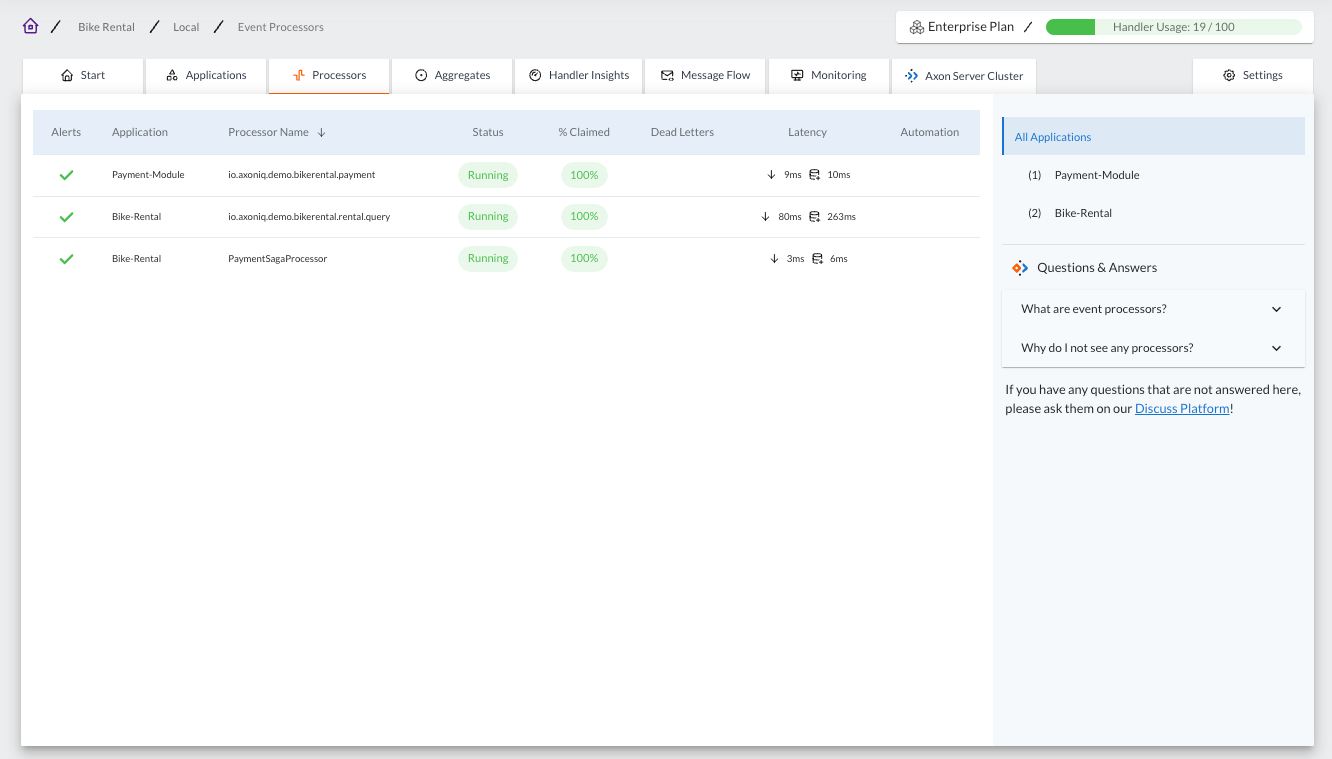 Bike Rental / Local / Event Processors
Enterprise Plan / Handler Usage: 19 / 100
Start Applications Processors Aggregates Handler Insights Message Flow Monitoring Axon Server Cluster Settings
Alerts Application Processor Name Status % Claimed Dead Letters Latency Automation
Payment-Module io.axoniq.demo.bikerental.payment Running 100% 9ms 10ms
Bike-Rental io.axoniq.demo.bikerental.rental.query Running 100% 80ms 263ms
Bike-Rental PaymentSagaProcessor Running 100% 3ms 6ms
All Applications
(1) Payment-Module
(2) Bike-Rental
Questions & Answers
What are event processors?
Why do I not see any processors?
If you have any questions that are not answered here,
please ask them on our Discuss Platform!